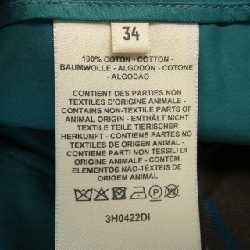 34
100% COTON - COTTON -
BAUMWOLLE - ALGODÓN - COTONE
- ALGODÃO
CONTIENT DES PARTIES NON
TEXTILES D'ORIGINE ANIMALE -
CONTAINS NON-TEXTILE PARTS OF
ANIMAL ORIGIN - ENTHÄLT NICHT
TEXTILE TEILE TIERISCHER
HERKUNFT - CONTIENE PARTES NO
TEXTILES DE ORIGEN ANIMAL -
CONTIENE PARTI NON TESSILI DI
ORIGINE ANIMALE - CONTÉM
ELEMENTOS NÃO-TÊXTEIS DE
ORIGEM ANIMAL
3H0422DI